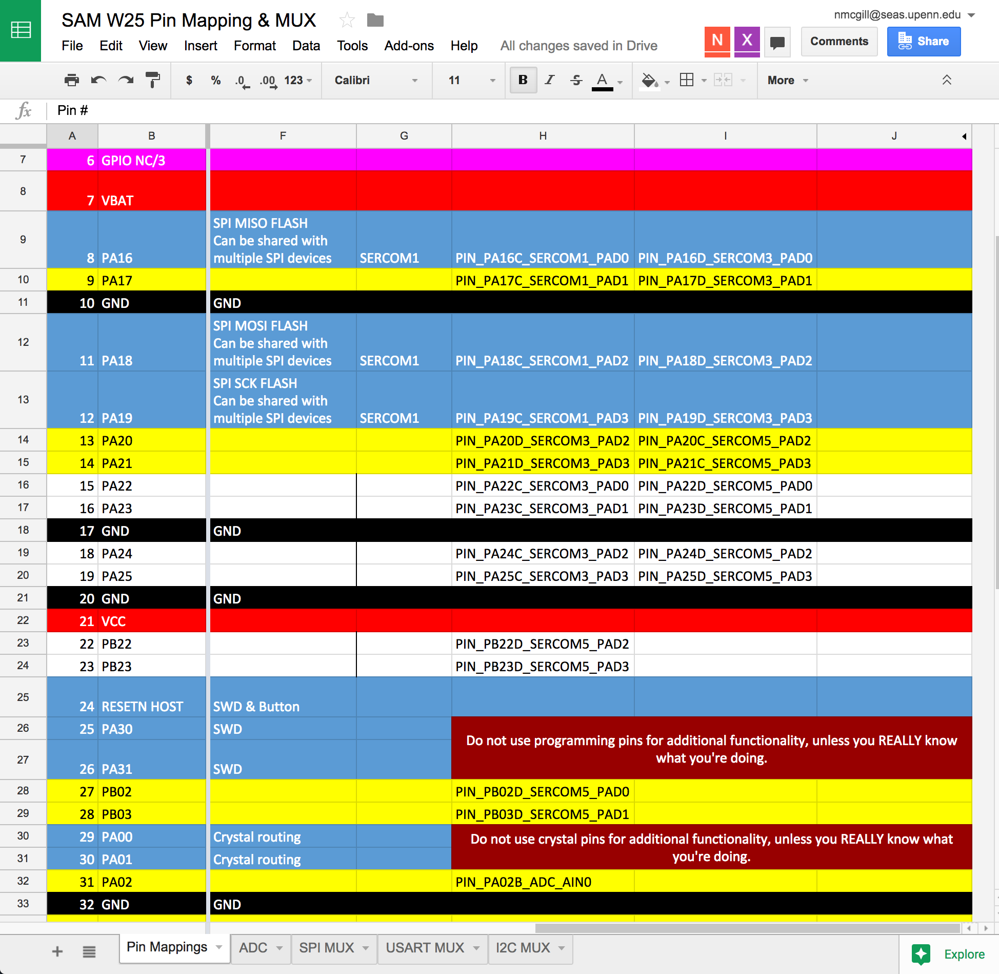 SAM W25 Pin Mapping & MUX
nmcgill@seas.upenn.edu
File Edit View Insert Format Data Tools Add-ons Help All changes saved in Drive
N X Comments Share
$ % .0 .00 123 Calibri 11 B I S A More
fx Pin #
A B F G H I J
7 6 GPIO NC/3
8 7 VBAT
SPI MISO FLASH
Can be shared with
9 8 PA16 multiple SPI devices SERCOM1 PIN_PA16C_SERCOM1_PAD0 PIN_PA16D_SERCOM3_PAD0
10 9 PA17 PIN_PA17C_SERCOM1_PAD1 PIN_PA17D_SERCOM3_PAD1
11 10 GND GND
SPI MOSI FLASH
Can be shared with
12 11 PA18 multiple SPI devices SERCOM1 PIN_PA18C_SERCOM1_PAD2 PIN_PA18D_SERCOM3_PAD2
SPI SCK FLASH
Can be shared with
13 12 PA19 multiple SPI devices SERCOM1 PIN_PA19C_SERCOM1_PAD3 PIN_PA19D_SERCOM3_PAD3
14 13 PA20 PIN_PA20D_SERCOM3_PAD2 PIN_PA20C_SERCOM5_PAD2
15 14 PA21 PIN_PA21D_SERCOM3_PAD3 PIN_PA21C_SERCOM5_PAD3
16 15 PA22 PIN_PA22C_SERCOM3_PAD0 PIN_PA22D_SERCOM5_PAD0
17 16 PA23 PIN_PA23C_SERCOM3_PAD1 PIN_PA23D_SERCOM5_PAD1
18 17 GND GND
19 18 PA24 PIN_PA24C_SERCOM3_PAD2 PIN_PA24D_SERCOM5_PAD2
20 19 PA25 PIN_PA25C_SERCOM3_PAD3 PIN_PA25D_SERCOM5_PAD3
21 20 GND GND
22 21 VCC
23 22 PB22 PIN_PB22D_SERCOM5_PAD2
24 23 PB23 PIN_PB23D_SERCOM5_PAD3
25 24 RESETN HOST SWD & Button
26 25 PA30 SWD
Do not use programming pins for additional functionality, unless you REALLY know
what you're doing.
27 26 PA31 SWD
28 27 PB02 PIN_PB02D_SERCOM5_PAD0
29 28 PB03 PIN_PB03D_SERCOM5_PAD1
30 29 PA00 Crystal routing Do not use crystal pins for additional functionality, unless you REALLY know what
31 30 PA01 Crystal routing you're doing.
32 31 PA02 PIN_PA02B_ADC_AIN0
33 32 GND GND
Pin Mappings ADC SPI MUX USART MUX I2C MUX Explore